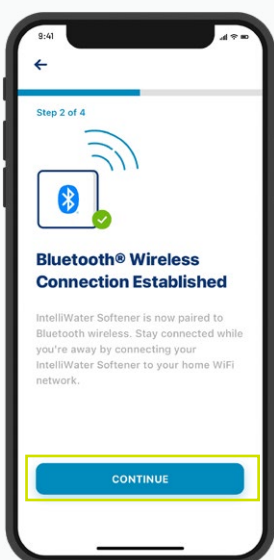 9:41
Step 2 of 4
Bluetooth® Wireless
Connection Established
IntelliWater Softener is now paired to
Bluetooth wireless. Stay connected while
you're away by connecting your
IntelliWater Softener to your home WiFi
network.
CONTINUE